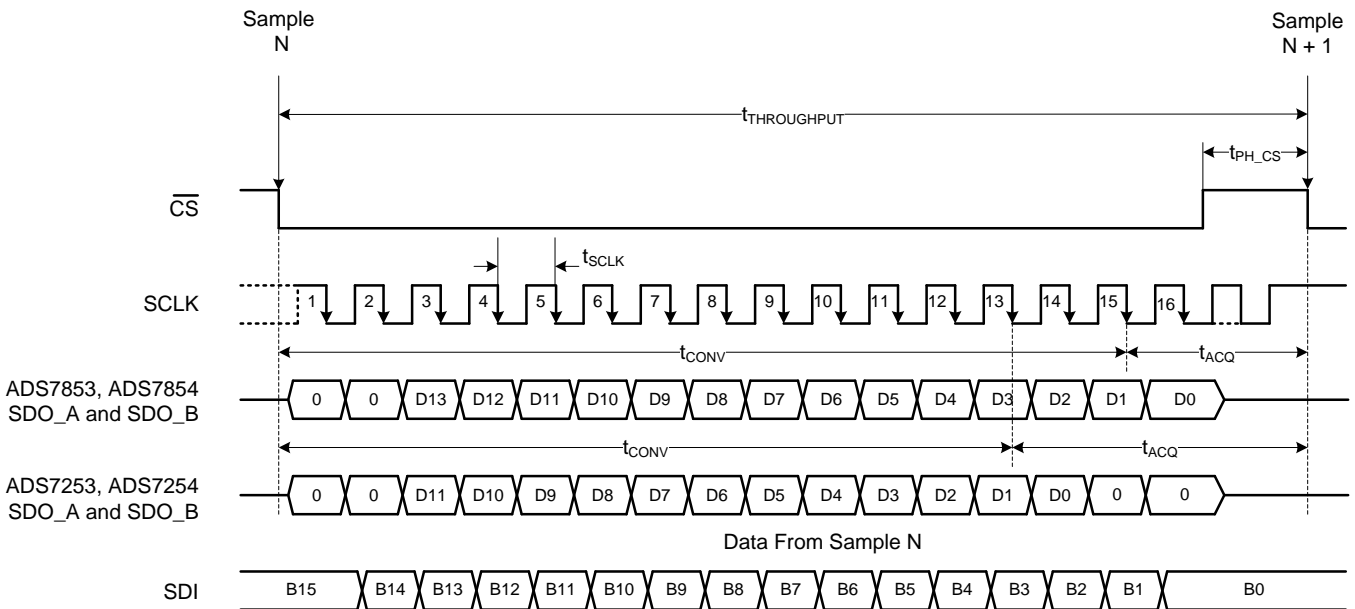 Sample
N
Sample
N + 1
tTHROUGHPUT
tPH_CS
CS
tSCLK
SCLK
1 2 3 4 5 6 7 8 9 10 11 12 13 14 15 16
tCONV tACQ
ADS7853, ADS7854
SDO_A and SDO_B
0 0 D13 D12 D11 D10 D9 D8 D7 D6 D5 D4 D3 D2 D1 D0
tCONV tACQ
ADS7253, ADS7254
SDO_A and SDO_B
0 0 D11 D10 D9 D8 D7 D6 D5 D4 D3 D2 D1 D0 0 0
Data From Sample N
SDI
B15 B14 B13 B12 B11 B10 B9 B8 B7 B6 B5 B4 B3 B2 B1 B0